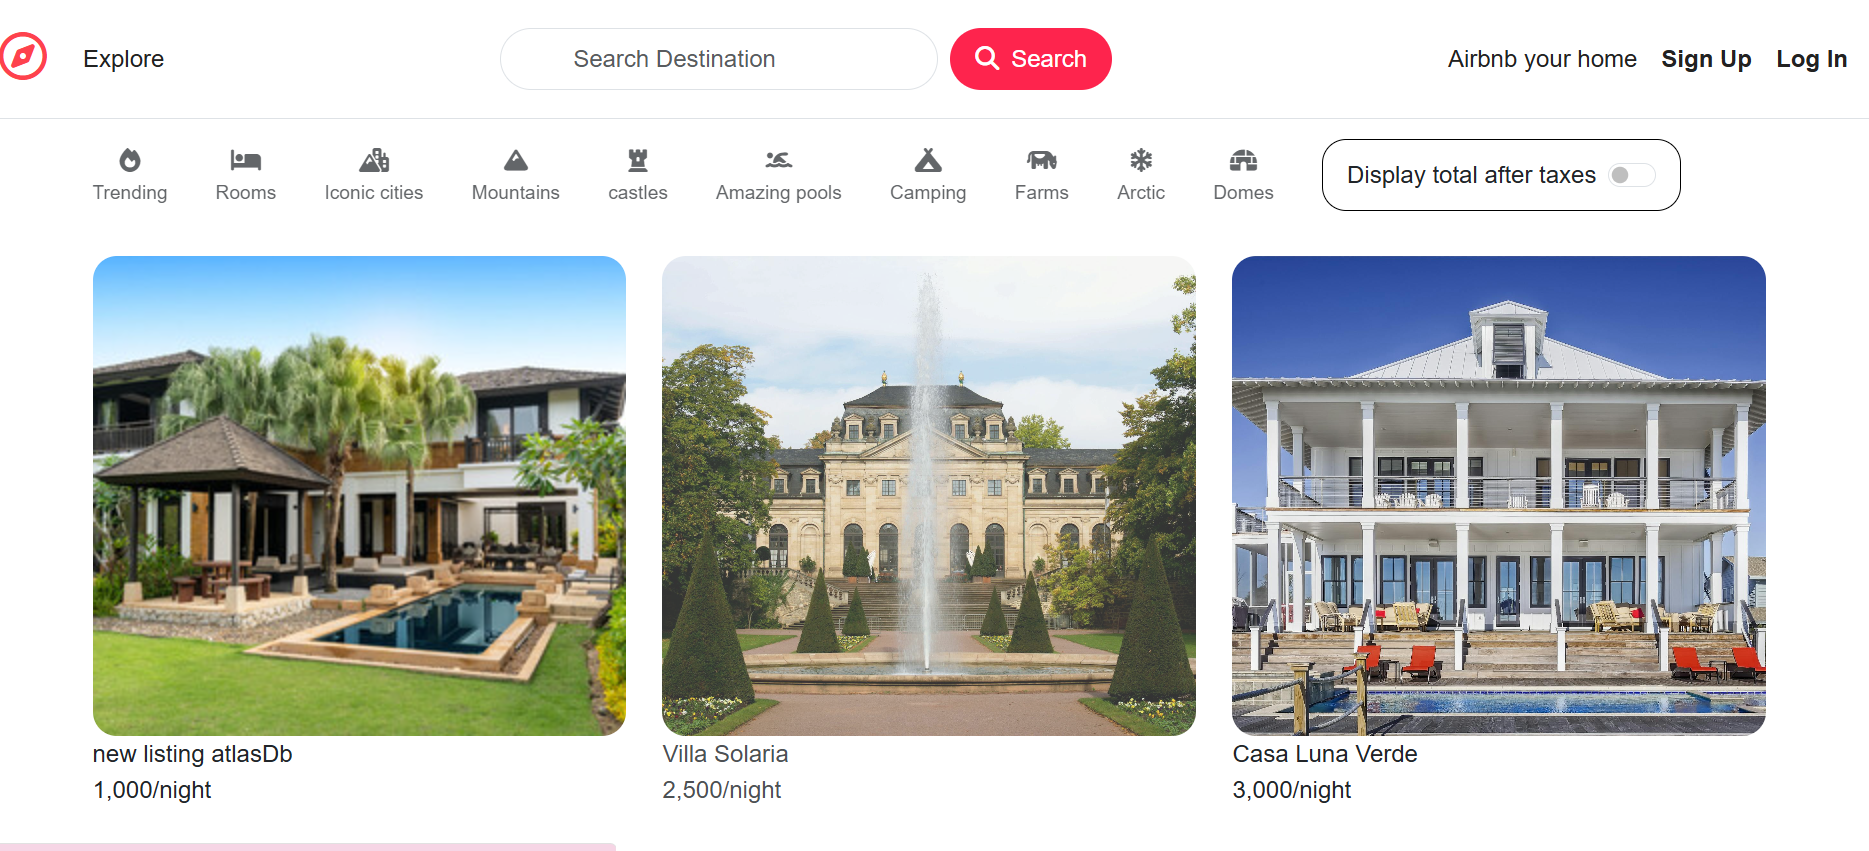 Explore
Search Destination
Search
Airbnb your home Sign Up Log In
Trending
Rooms
Iconic cities
Mountains
castles
Amazing pools
Camping
Farms
Arctic
Domes
Display total after taxes
new listing atlasDb
1,000/night
Villa Solaria
2,500/night
Casa Luna Verde
3,000/night